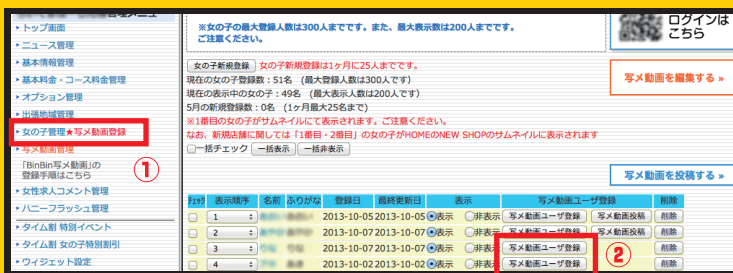 管理メニュー
▸トップ画面
▸ニュース管理
▸基本情報管理
▸基本料金・コース料金管理
▸オプション管理
▸出張地域管理
▸女の子管理★写メ動画登録
▸写メ動画管理
「BinBin写メ動画」の
登録手順はこちら
①
▸女性求人コメント管理
▸ハニーフラッシュ管理
▸タイム割 特別イベント
▸タイム割 女の子特別割引
▸ウィジェット設定
※女の子の最大登録人数は300人までです。また、最大表示数は200人までです。
ご注意ください。
女の子新規登録 女の子新規登録は1ヶ月に25人までです。
現在の女の子登録数：51名 （最大登録人数は300人です）
現在の表示中の女の子：49名 （最大表示人数は200人です）
5月の新規登録数：0名 （1ヶ月最大25名まで）
※1番目の女の子がサムネイルにて表示されます。ご注意ください。
なお、新規店舗に関しては「1番目・2番目」の女の子がHOMEのNEW SHOPのサムネイルに表示されます
一括チェック 一括表示 一括非表示
ログインは
こちら
写メ動画を編集する »
写メ動画を投稿する »
ﾁｪｯｸ 表示順序 名前 ふりがな 登録日 最終更新日 表示 写メ動画ユーザ登録 削除
1 2013-10-05 2013-10-05 表示 非表示 写メ動画ユーザ登録 写メ動画投稿 削除
2 2013-10-07 2013-10-07 表示 非表示 写メ動画ユーザ登録 写メ動画投稿 削除
3 2013-10-07 2013-10-07 表示 非表示 写メ動画ユーザ登録 削除
4 2013-10-02 2013-10-02 表示 非表示 写メ動画ユーザ登録 削除
②